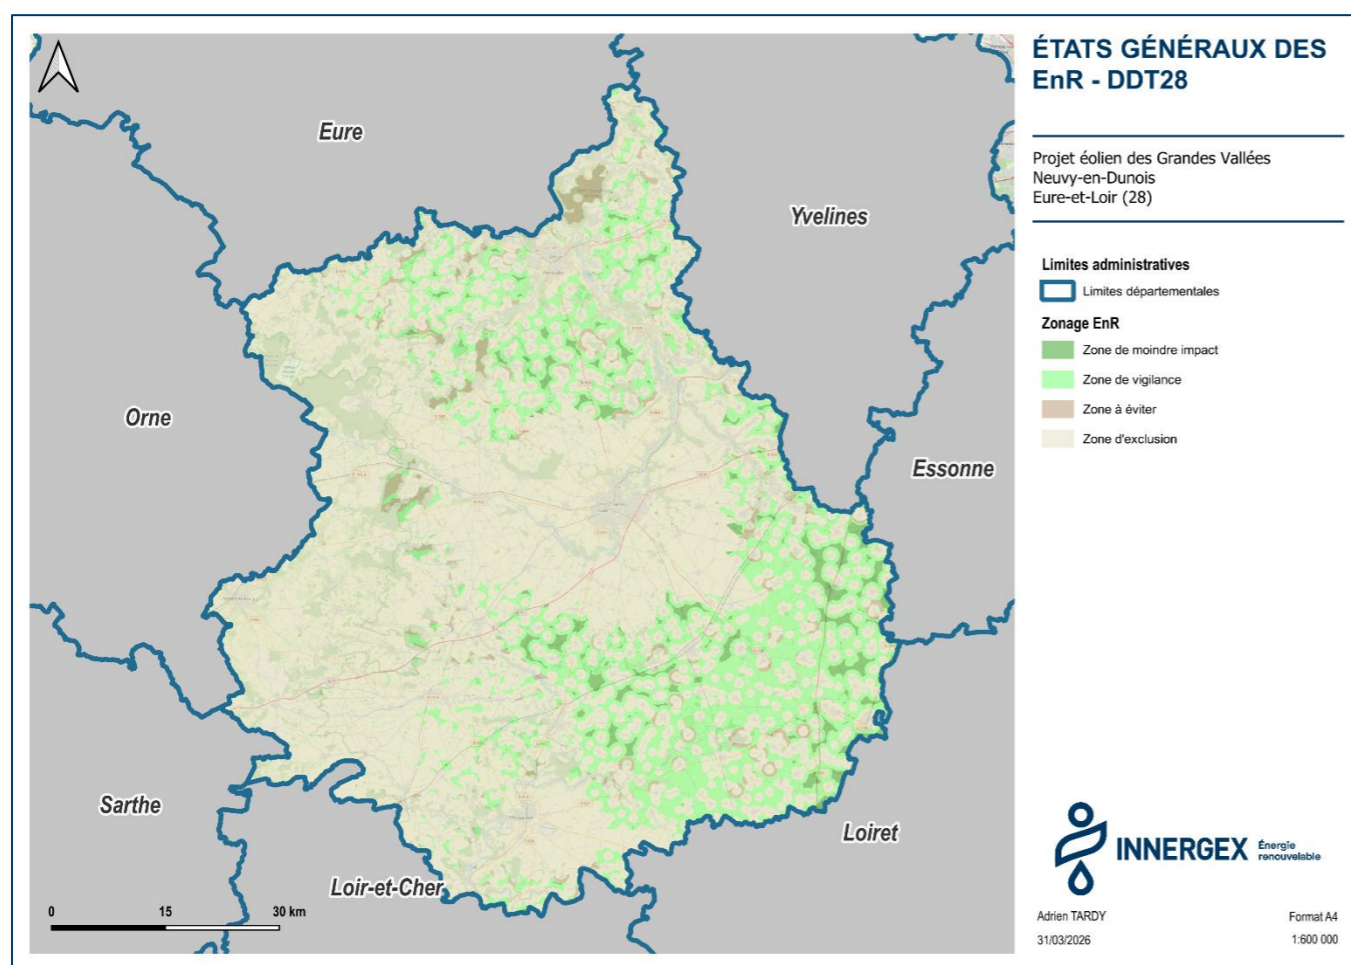 ÉTATS GÉNÉRAUX DES
EnR - DDT28
Projet éolien des Grandes Vallées
Neuvy-en-Dunois
Eure-et-Loir (28)
Limites administratives
Limites départementales
Zonage EnR
Zone de moindre impact
Zone de vigilance
Zone à éviter
Zone d'exclusion
Eure
Yvelines
Orne
Essonne
Sarthe
Loiret
Loir-et-Cher
0 15 30 km
INNERGEX Énergie
renouvelable
Adrien TARDY
Format A4
31/03/2026
1:600 000